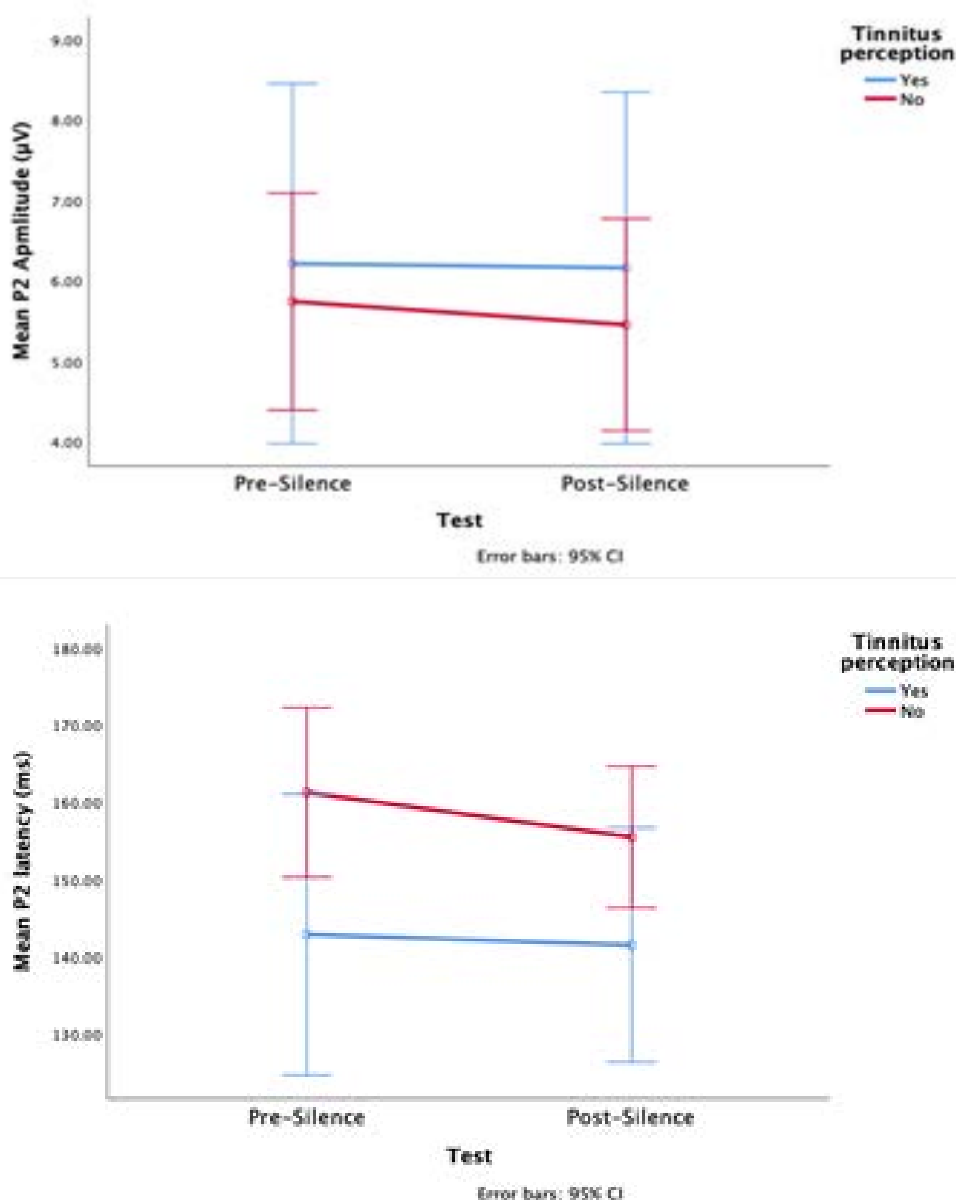 Tinnitus
perception
Yes
No
Mean P2 Apmlitude (μV)
9.00
8.00
7.00
6.00
5.00
4.00
Pre-Silence Post-Silence
Test
Error bars: 95% CI
Tinnitus
perception
Yes
No
Mean P2 latency (ms)
180.00
170.00
160.00
150.00
140.00
130.00
Pre-Silence Post-Silence
Test
Error bars: 95% CI